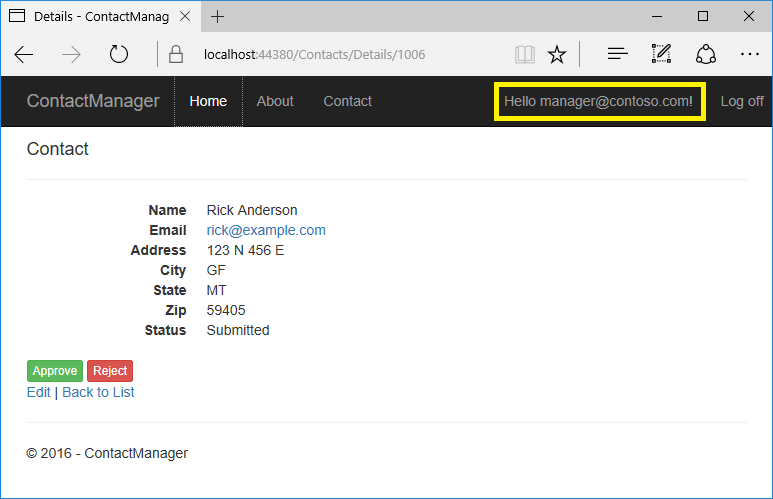 Details - ContactManag
localhost:44380/Contacts/Details/1006
ContactManager Home About Contact Hello manager@contoso.com! Log off
Contact
Name Rick Anderson
Email rick@example.com
Address 123 N 456 E
City GF
State MT
Zip 59405
Status Submitted
Approve Reject
Edit | Back to List
© 2016 - ContactManager